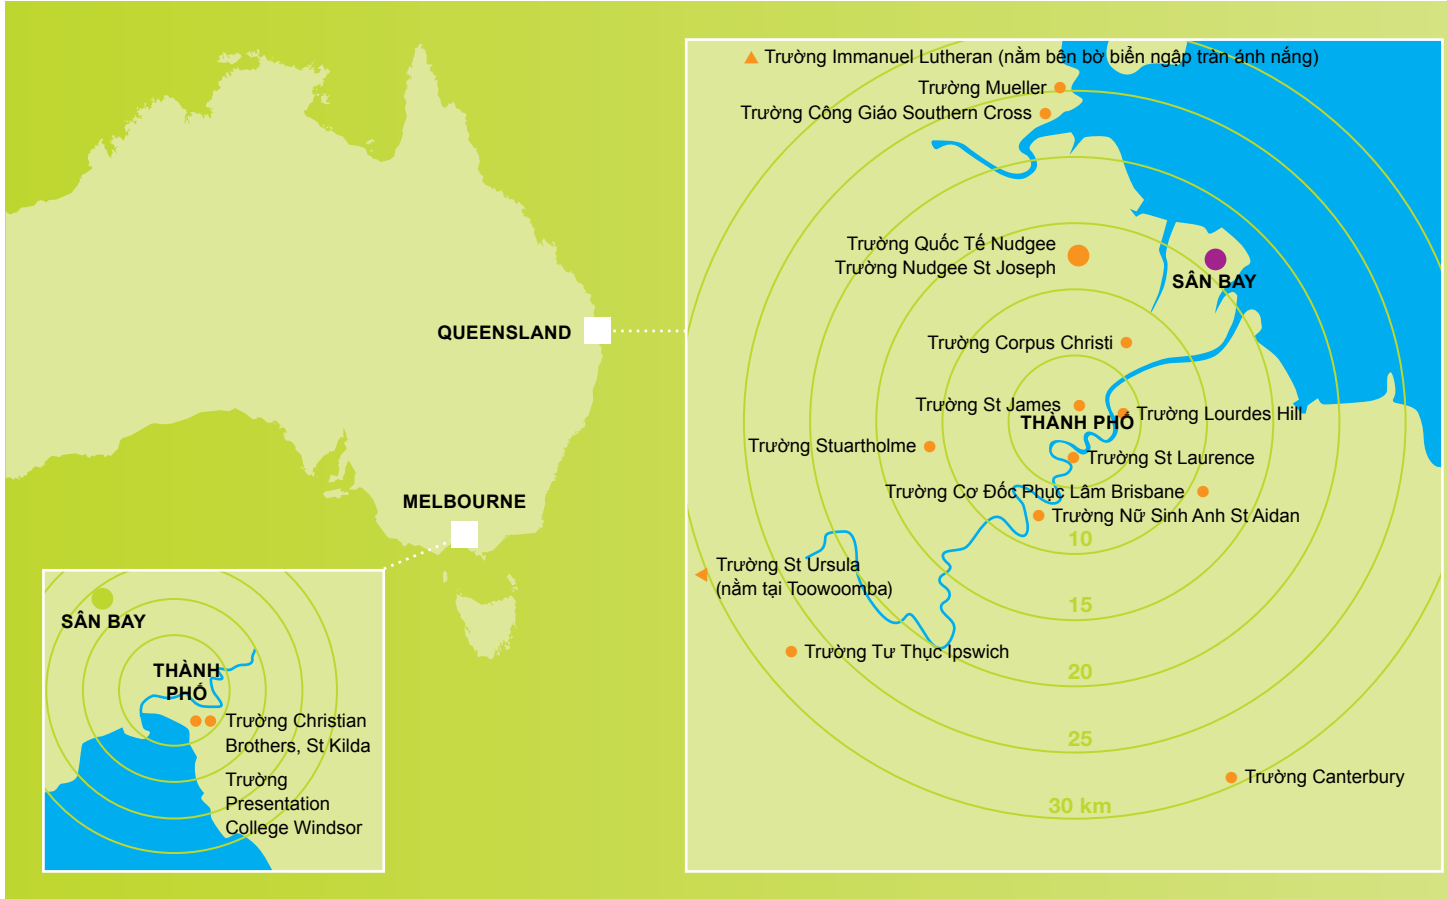 Trường Immanuel Lutheran (nằm bên bờ biển ngập tràn ánh nắng)
Trường Mueller
Trường Công Giáo Southern Cross
Trường Quốc Tế Nudgee
Trường Nudgee St Joseph
SÂN BAY
QUEENSLAND
Trường Corpus Christi
Trường St James
Trường Lourdes Hill
THÀNH PHỐ
Trường Stuartholme
Trường St Laurence
Trường Cơ Đốc Phục Lâm Brisbane
Trường Nữ Sinh Anh St Aidan
10
Trường St Ursula
(nằm tại Toowoomba)
15
Trường Tư Thục Ipswich
20
25
Trường Canterbury
30 km
MELBOURNE
SÂN BAY
THÀNH
PHỐ
Trường Christian
Brothers, St Kilda
Trường
Presentation
College Windsor